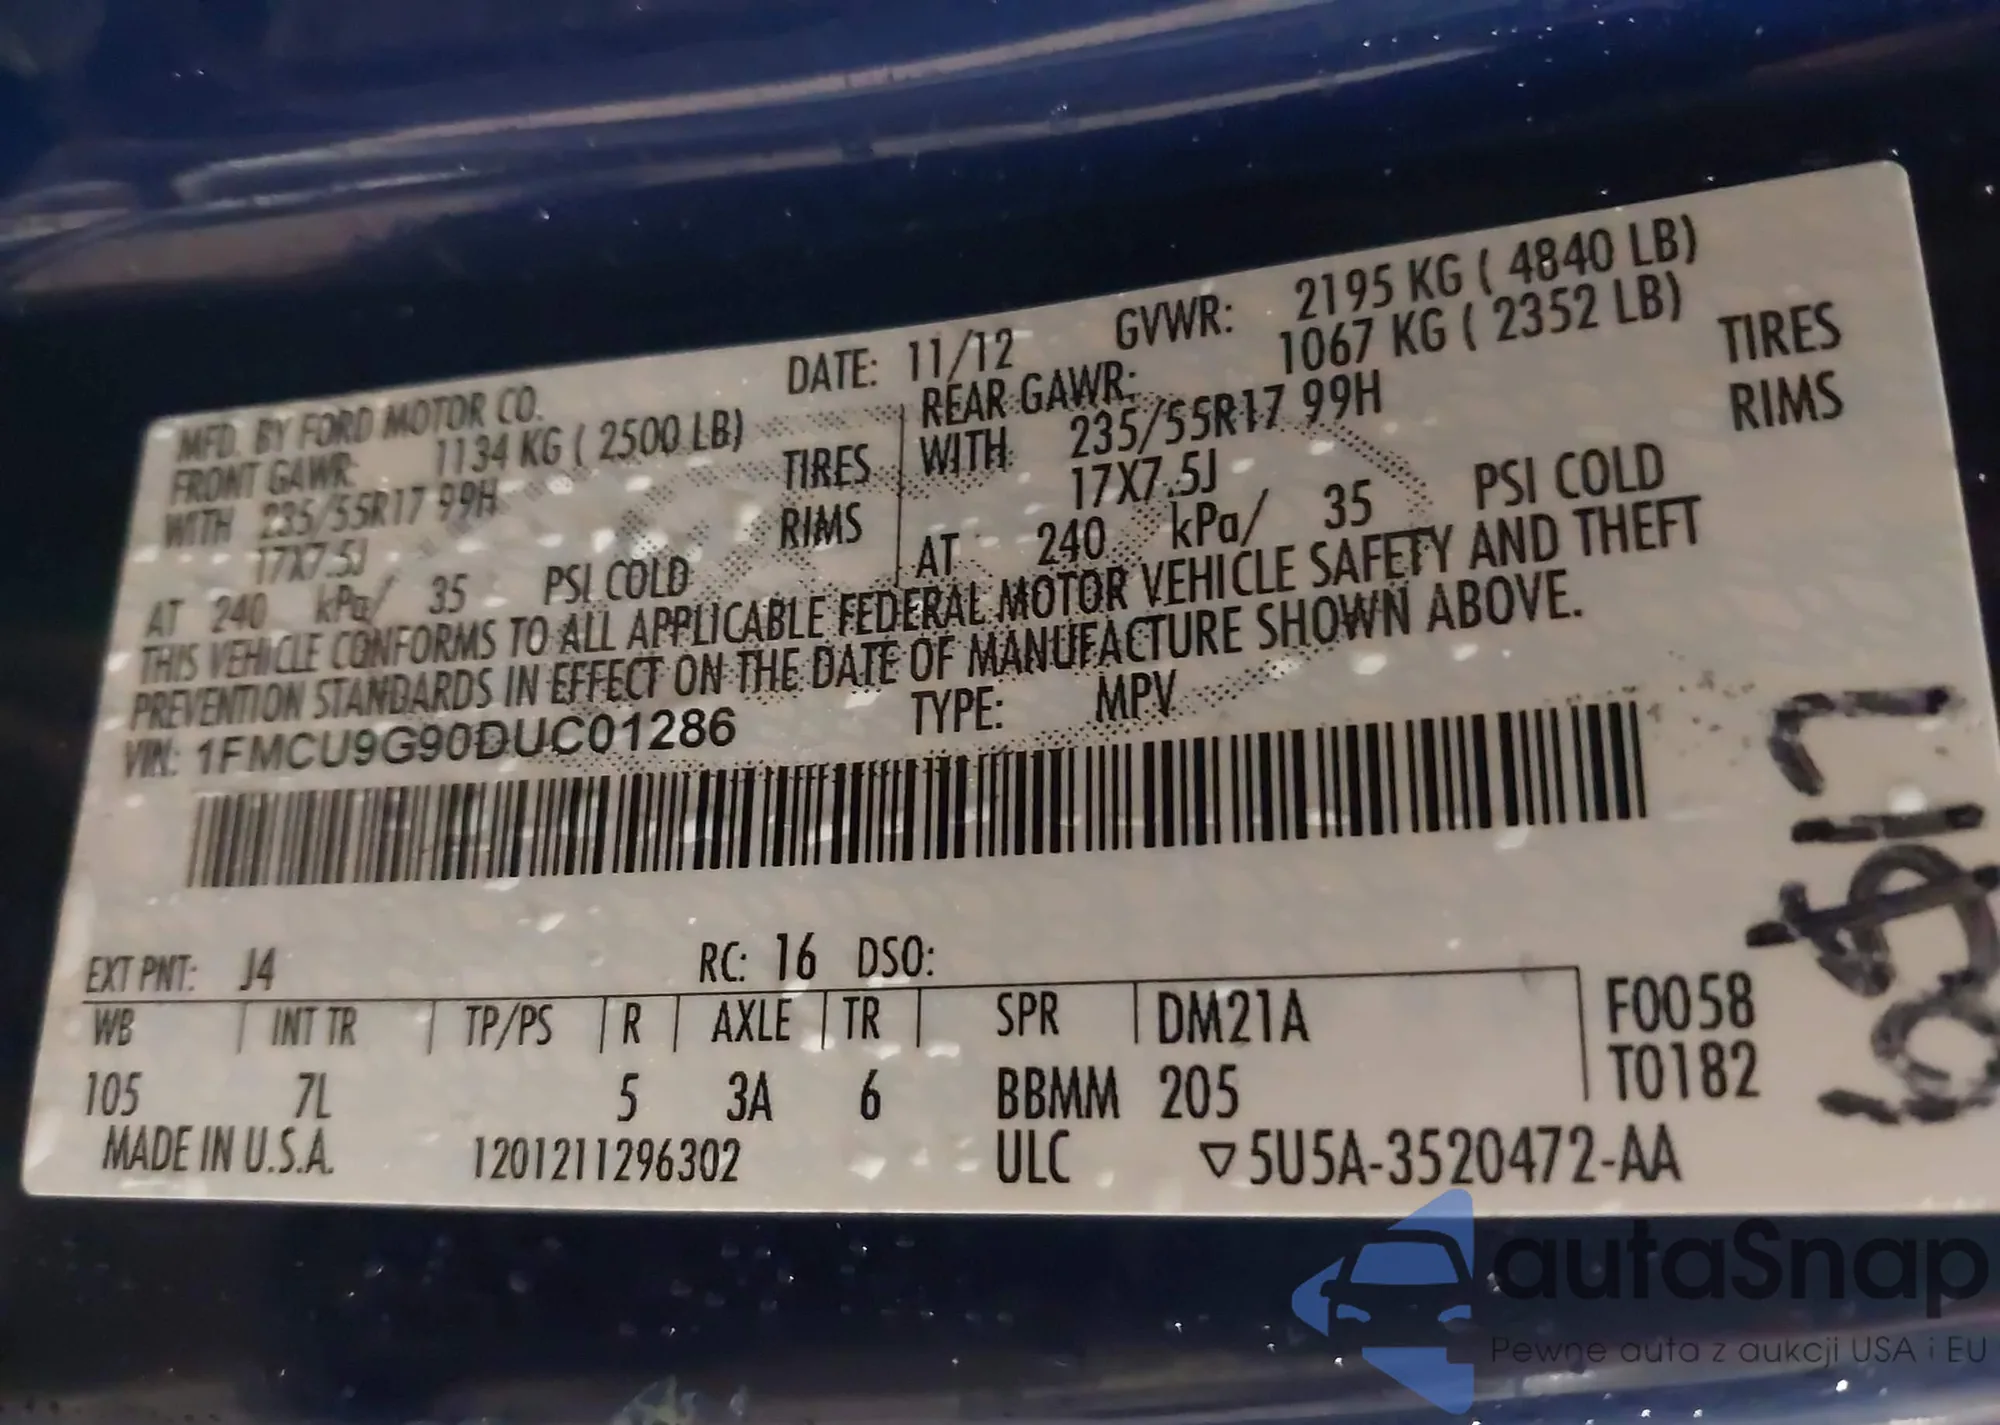 MFD. BY FORD MOTOR CO. DATE: 11/12 GVWR: 2195 KG ( 4840 LB)
FRONT GAWR: 1134 KG ( 2500 LB) REAR GAWR: 1067 KG ( 2352 LB)
WITH 235/55R17 99H TIRES WITH 235/55R17 99H TIRES
17X7.5J RIMS 17X7.5J RIMS
AT 240 kPa/ 35 PSI COLD AT 240 kPa/ 35 PSI COLD
THIS VEHICLE CONFORMS TO ALL APPLICABLE FEDERAL MOTOR VEHICLE SAFETY AND THEFT
PREVENTION STANDARDS IN EFFECT ON THE DATE OF MANUFACTURE SHOWN ABOVE.
VIN: 1FMCU9G90DUC01286 TYPE: MPV
EXT PNT: J4 RC: 16 DSO:
WB INT TR TP/PS R AXLE TR SPR DM21A F0058
105 7L 5 3A 6 BBMM 205 T0182
MADE IN U.S.A. 1201211296302 ULC ▽5U5A-3520472-AA
autaSnap
Pewne auta z aukcji USA i EU